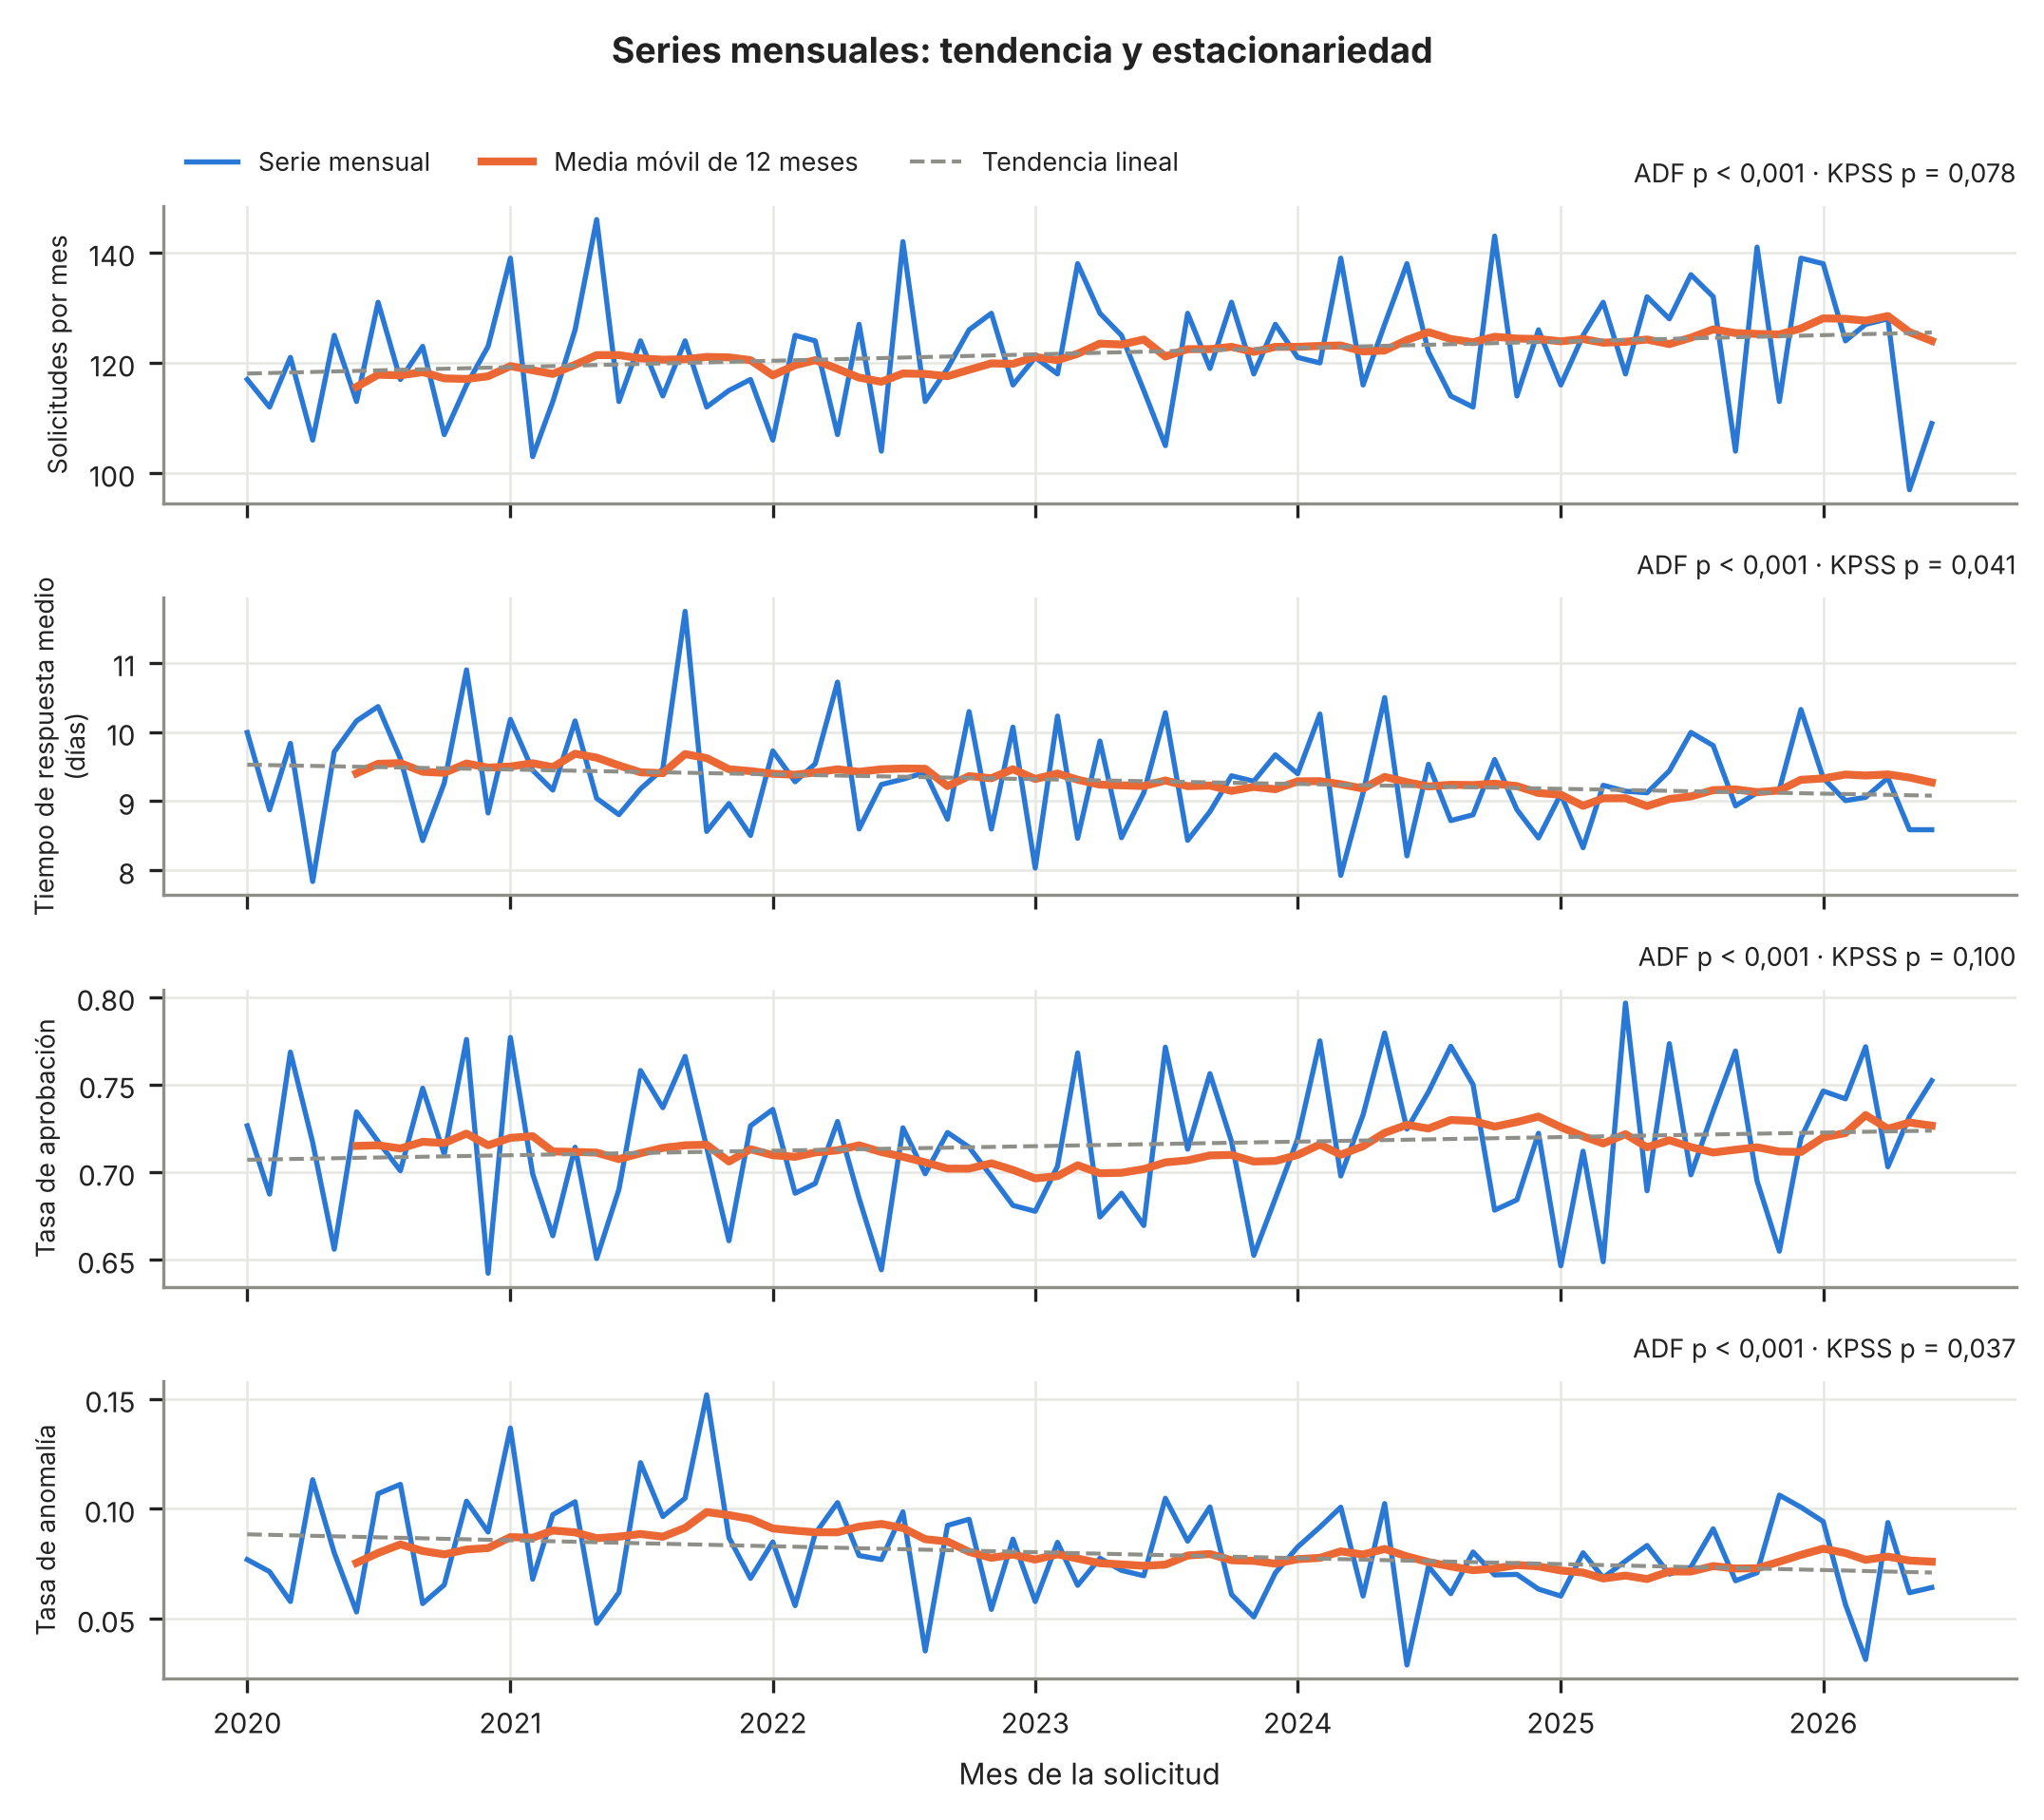 Series mensuales: tendencia y estacionariedad
Serie mensual
Media móvil de 12 meses
Tendencia lineal
ADF p < 0,001 · KPSS p = 0,078
Solicitudes por mes
140
120
100
ADF p < 0,001 · KPSS p = 0,041
Tiempo de respuesta medio
(días)
11
10
9
8
ADF p < 0,001 · KPSS p = 0,100
Tasa de aprobación
0.80
0.75
0.70
0.65
ADF p < 0,001 · KPSS p = 0,037
Tasa de anomalía
0.15
0.10
0.05
2020
2021
2022
2023
2024
2025
2026
Mes de la solicitud